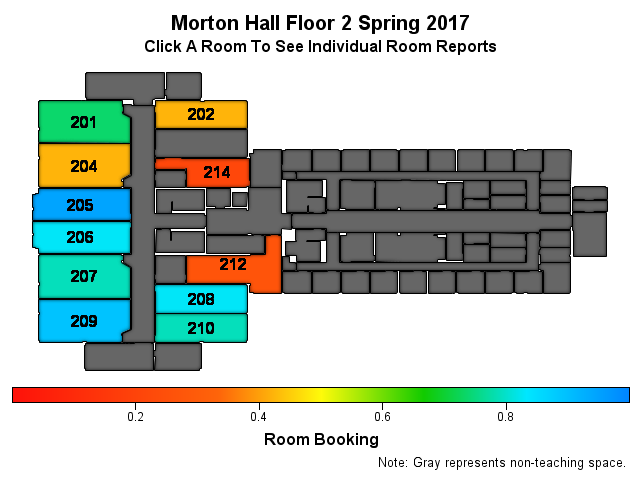 Morton Hall Floor 2 Spring 2017
Click A Room To See Individual Room Reports
201
202
204
214
205
206
212
207
208
209
210
0.2 0.4 0.6 0.8
Room Booking
Note: Gray represents non-teaching space.